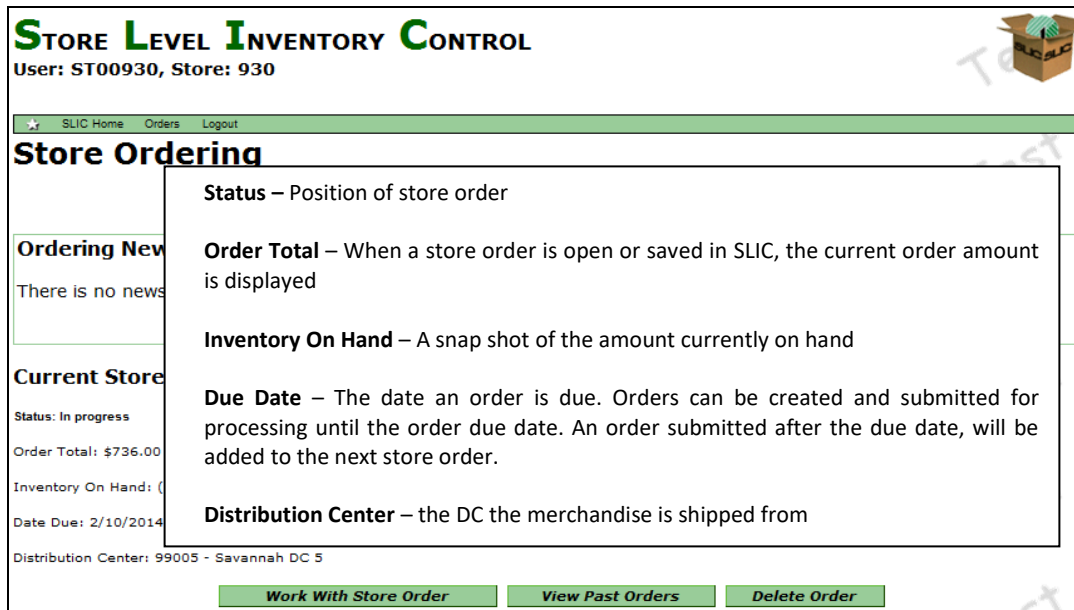 STORE LEVEL INVENTORY CONTROL
User: ST00930, Store: 930
SLIC Home Orders Logout
Store Ordering
Status – Position of store order
Ordering New
Order Total – When a store order is open or saved in SLIC, the current order amount
is displayed
There is no news
Inventory On Hand – A snap shot of the amount currently on hand
Current Store
Due Date – The date an order is due. Orders can be created and submitted for
processing until the order due date. An order submitted after the due date, will be
added to the next store order.
Status: In progress
Order Total: $736.00
Inventory On Hand: (
Distribution Center – the DC the merchandise is shipped from
Date Due: 2/10/2014
Distribution Center: 99005 - Savannah DC 5
Work With Store Order View Past Orders Delete Order
SLIC SLIC
Test